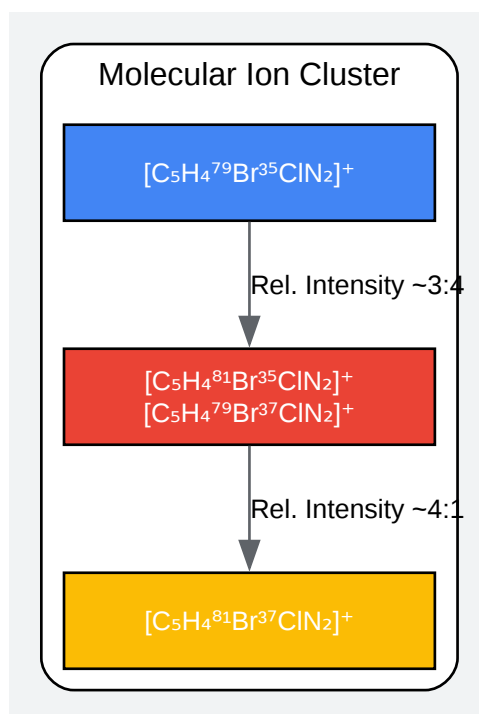 Molecular Ion Cluster
[C₅H₄⁷⁹Br³⁵ClN₂]⁺
Rel. Intensity ~3:4
[C₅H₄⁸¹Br³⁵ClN₂]⁺
[C₅H₄⁷⁹Br³⁷ClN₂]⁺
Rel. Intensity ~4:1
[C₅H₄⁸¹Br³⁷ClN₂]⁺